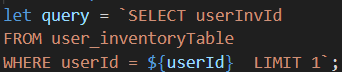 let query = `SELECT userInvId
FROM user_inventoryTable
WHERE userId = ${userId}  LIMIT 1`;